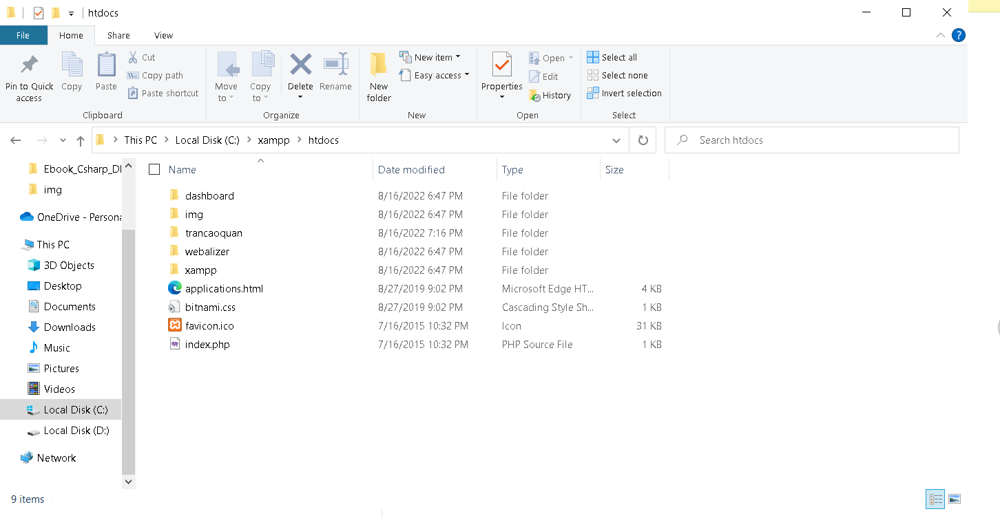 htdocs
File Home Share View
Pin to Quick access
Copy
Paste
Cut
Copy path
Paste shortcut
Clipboard
Move to
Copy to
Delete
Rename
Organize
New folder
New item
Easy access
New
Properties
Open
Edit
History
Open
Select all
Select none
Invert selection
Select
This PC > Local Disk (C:) > xampp > htdocs
Search htdocs
Ebook_Csharp_
img
OneDrive - Persona
This PC
3D Objects
Desktop
Documents
Downloads
Music
Pictures
Videos
Local Disk (C:)
Local Disk (D:)
Network
Name Date modified Type Size
dashboard 8/16/2022 6:47 PM File folder
img 8/16/2022 6:47 PM File folder
trancaoquan 8/16/2022 7:16 PM File folder
webalizer 8/16/2022 6:47 PM File folder
xampp 8/16/2022 6:47 PM File folder
applications.html 8/27/2019 9:02 PM Microsoft Edge HT... 4 KB
bitnami.css 8/27/2019 9:02 PM Cascading Style Sh... 1 KB
favicon.ico 7/16/2015 10:32 PM Icon 31 KB
index.php 7/16/2015 10:32 PM PHP Source File 1 KB
9 items